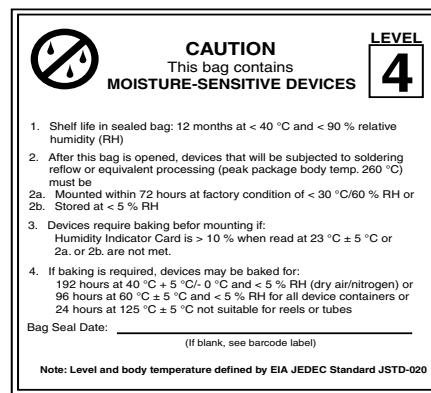 LEVEL
CAUTION
This bag contains
MOISTURE-SENSITIVE DEVICES
4
1. Shelf life in sealed bag: 12 months at < 40 °C and < 90 % relative
humidity (RH)
2. After this bag is opened, devices that will be subjected to soldering
reflow or equivalent processing (peak package body temp. 260 °C)
must be
2a. Mounted within 72 hours at factory condition of < 30 °C/60 % RH or
2b. Stored at < 5 % RH
3. Devices require baking befor mounting if:
Humidity Indicator Card is > 10 % when read at 23 °C ± 5 °C or
2a. or 2b. are not met.
4. If baking is required, devices may be baked for:
192 hours at 40 °C + 5 °C/- 0 °C and < 5 % RH (dry air/nitrogen) or
96 hours at 60 °C ± 5 °C and < 5 % RH for all device containers or
24 hours at 125 °C ± 5 °C not suitable for reels or tubes
Bag Seal Date:
(If blank, see barcode label)
Note: Level and body temperature defined by EIA JEDEC Standard JSTD-020